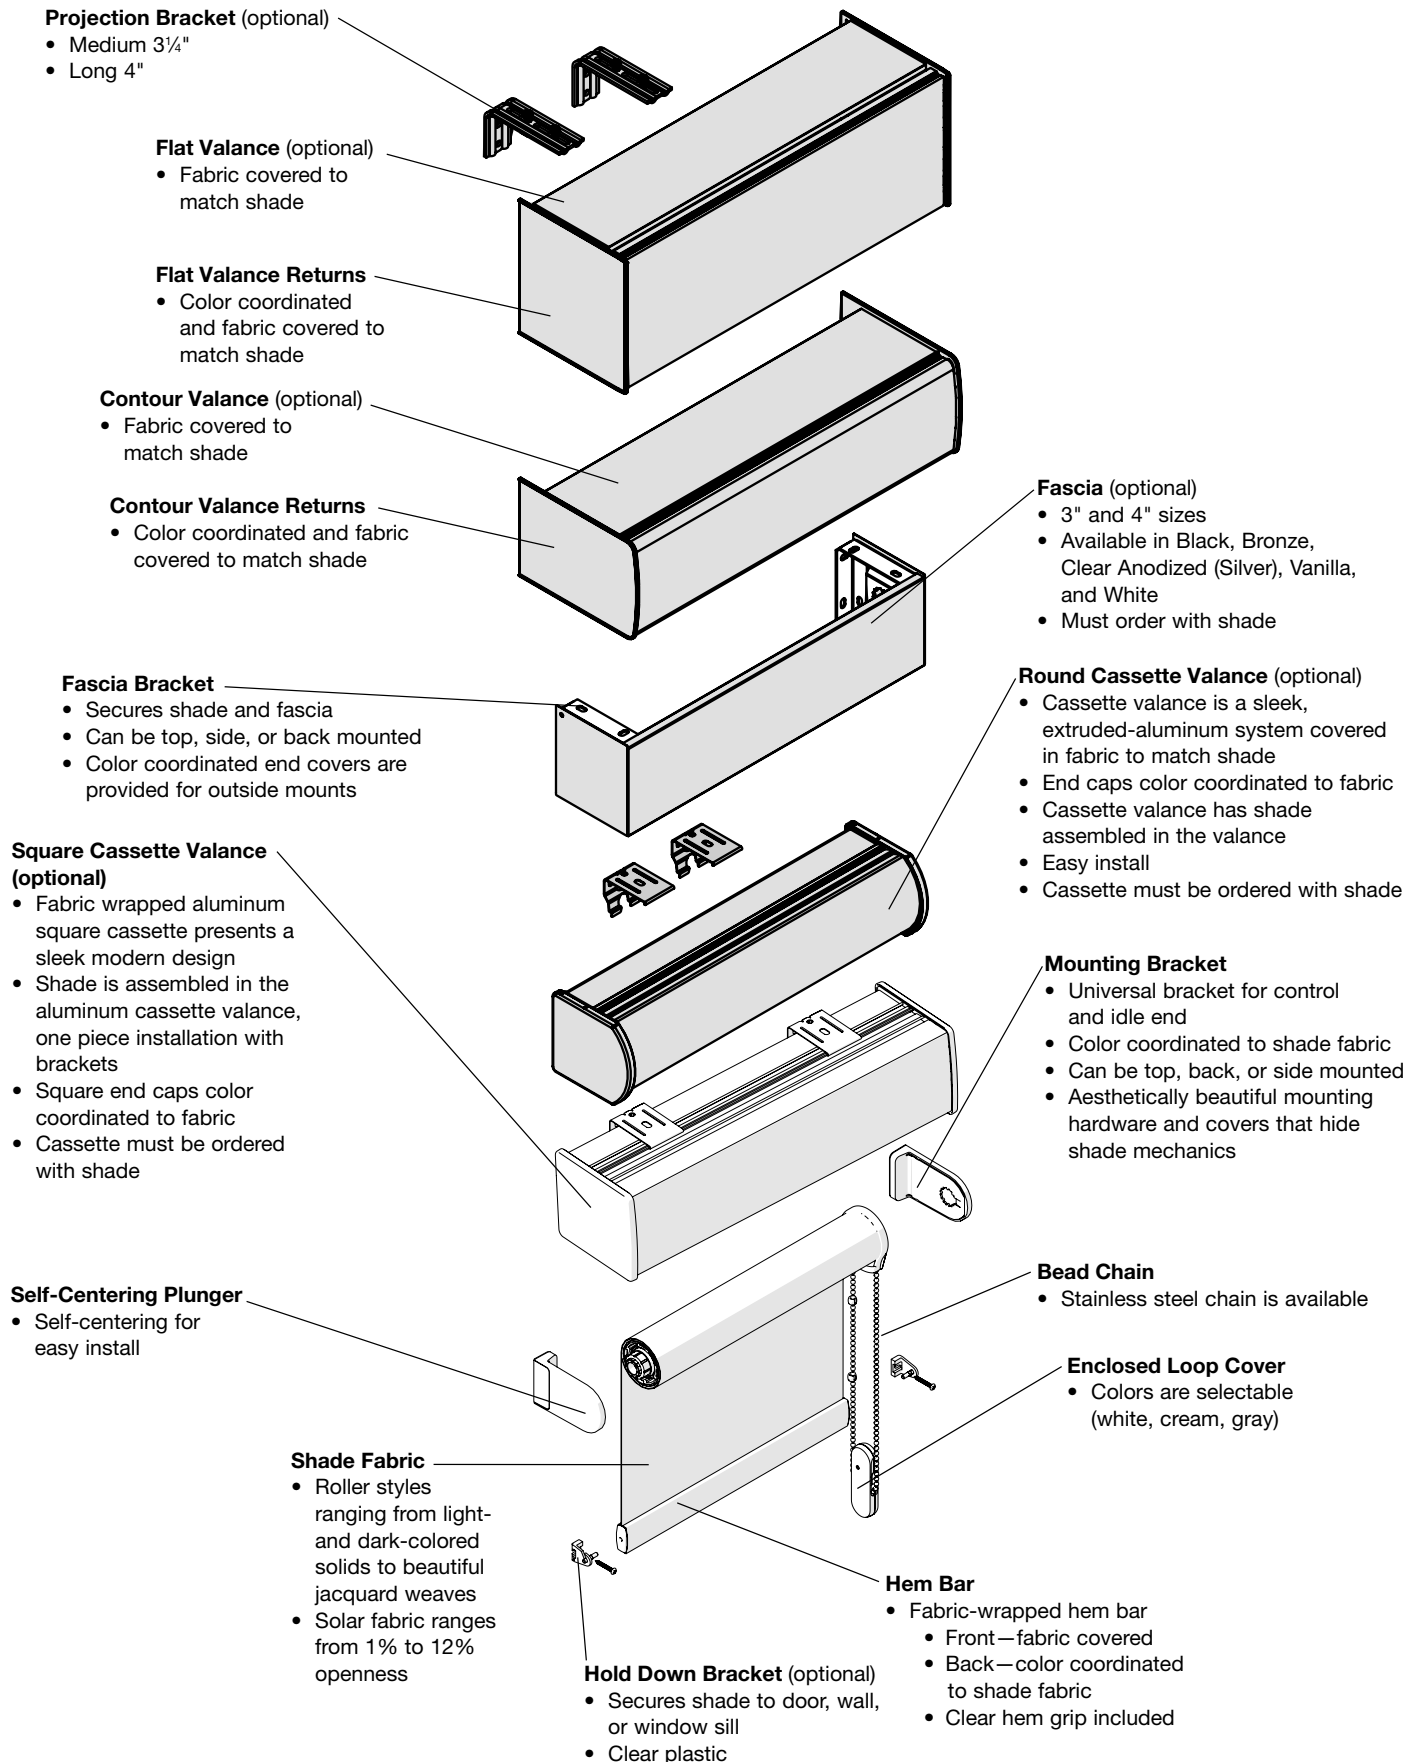 Projection Bracket (optional)
• Medium 3¼"
• Long 4"
Flat Valance (optional)
• Fabric covered to
match shade
Flat Valance Returns
• Color coordinated
and fabric covered to
match shade
Contour Valance (optional)
• Fabric covered to
match shade
Contour Valance Returns
• Color coordinated and fabric
covered to match shade
Fascia (optional)
• 3" and 4" sizes
• Available in Black, Bronze,
Clear Anodized (Silver), Vanilla,
and White
• Must order with shade
Fascia Bracket
• Secures shade and fascia
• Can be top, side, or back mounted
• Color coordinated end covers are
provided for outside mounts
Round Cassette Valance (optional)
• Cassette valance is a sleek,
extruded-aluminum system covered
in fabric to match shade
• End caps color coordinated to fabric
• Cassette valance has shade
assembled in the valance
• Easy install
• Cassette must be ordered with shade
Square Cassette Valance
(optional)
• Fabric wrapped aluminum
square cassette presents a
sleek modern design
• Shade is assembled in the
aluminum cassette valance,
one piece installation with
brackets
• Square end caps color
coordinated to fabric
• Cassette must be ordered
with shade
Mounting Bracket
• Universal bracket for control
and idle end
• Color coordinated to shade fabric
• Can be top, back, or side mounted
• Aesthetically beautiful mounting
hardware and covers that hide
shade mechanics
Self-Centering Plunger
• Self-centering for
easy install
Bead Chain
• Stainless steel chain is available
Enclosed Loop Cover
• Colors are selectable
(white, cream, gray)
Shade Fabric
• Roller styles
ranging from light-
and dark-colored
solids to beautiful
jacquard weaves
• Solar fabric ranges
from 1% to 12%
openness
Hem Bar
• Fabric-wrapped hem bar
• Front—fabric covered
• Back—color coordinated
to shade fabric
• Clear hem grip included
Hold Down Bracket (optional)
• Secures shade to door, wall,
or window sill
• Clear plastic